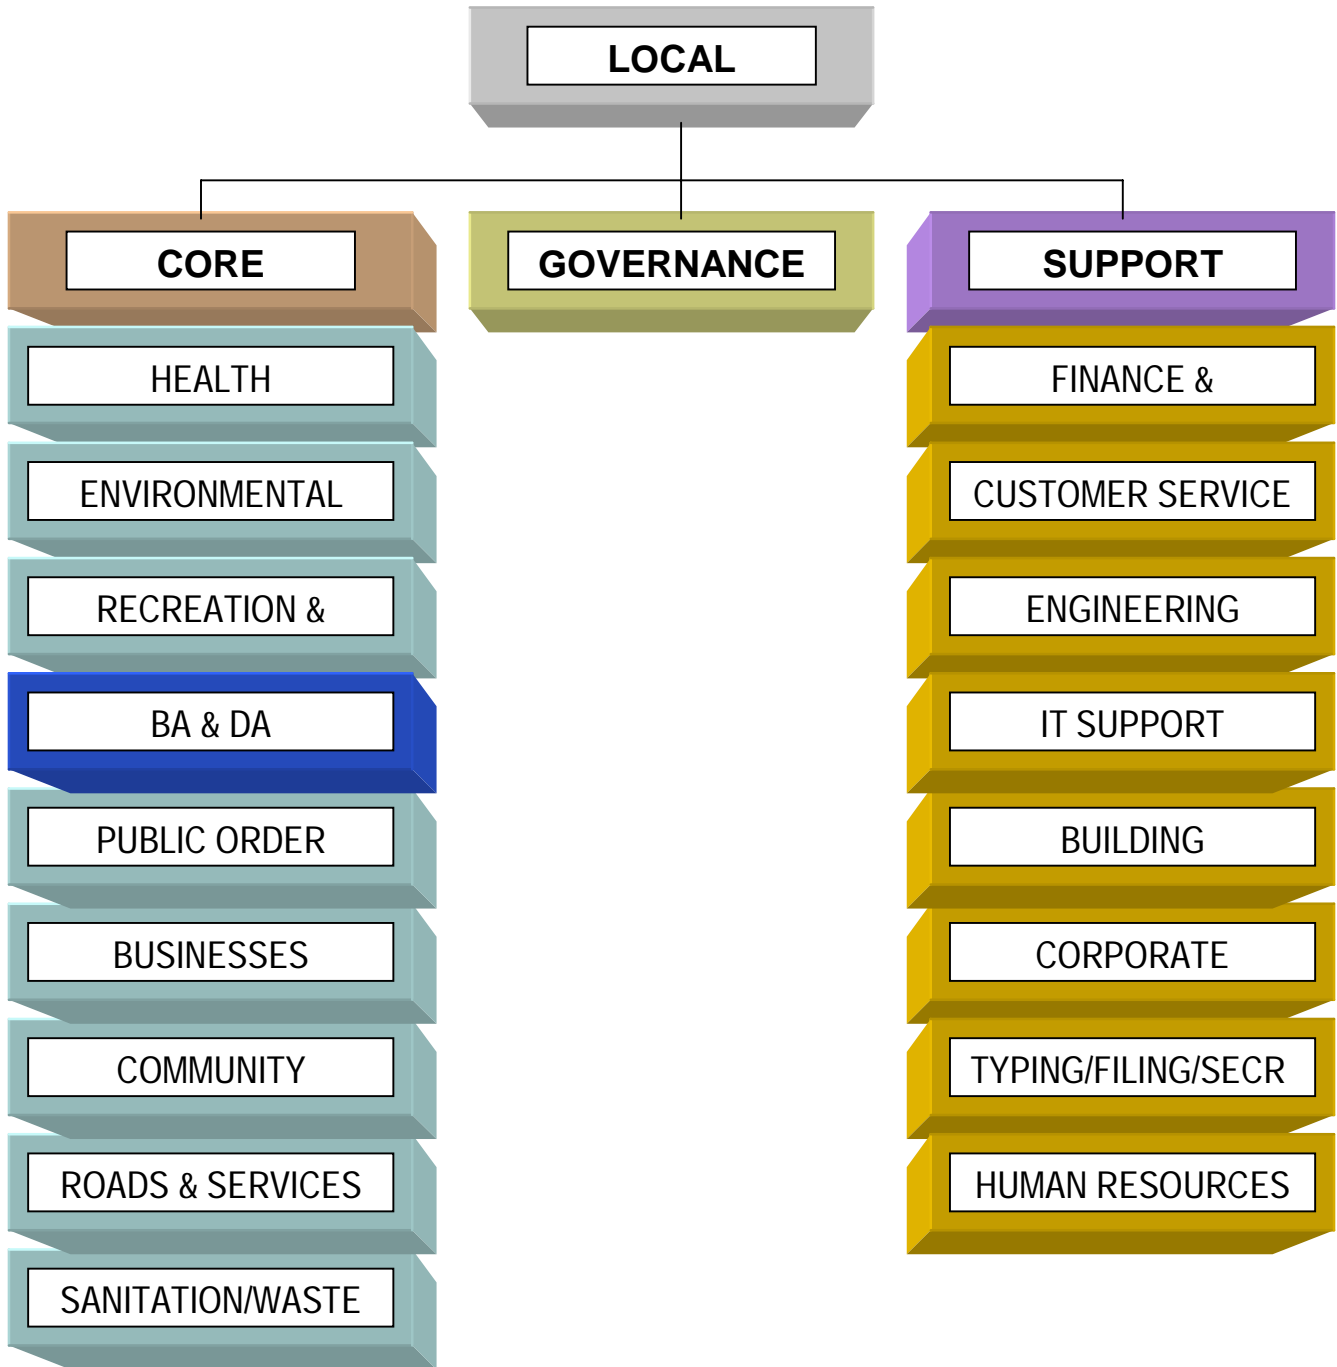 LOCAL
CORE
GOVERNANCE
SUPPORT
HEALTH
ENVIRONMENTAL
RECREATION &
BA & DA
PUBLIC ORDER
BUSINESSES
COMMUNITY
ROADS & SERVICES
SANITATION/WASTE
FINANCE &
CUSTOMER SERVICE
ENGINEERING
IT SUPPORT
BUILDING
CORPORATE
TYPING/FILING/SECR
HUMAN RESOURCES